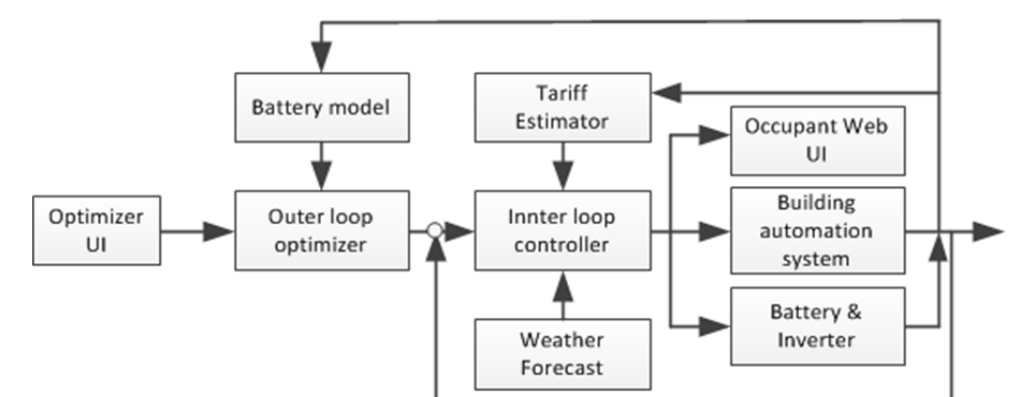 Battery model
Tariff
Estimator
Occupant Web
UI
Optimizer
UI
Outer loop
optimizer
Innter loop
controller
Building
automation
system
Weather
Forecast
Battery &
Inverter